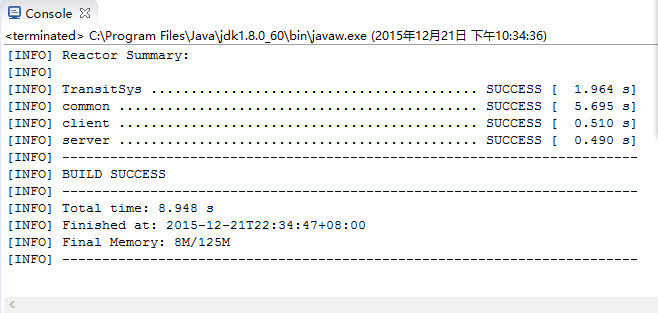 Console
<terminated> C:\Program Files\Java\jdk1.8.0_60\bin\javaw.exe (2015年12月21日 下午10:34:36)
[INFO] Reactor Summary:
[INFO]
[INFO] TransitSys ........................................ SUCCESS [  1.964 s]
[INFO] common ............................................ SUCCESS [  5.695 s]
[INFO] client ............................................ SUCCESS [  0.510 s]
[INFO] server ............................................ SUCCESS [  0.490 s]
[INFO] ------------------------------------------------------------------------
[INFO] BUILD SUCCESS
[INFO] ------------------------------------------------------------------------
[INFO] Total time: 8.948 s
[INFO] Finished at: 2015-12-21T22:34:47+08:00
[INFO] Final Memory: 8M/125M
[INFO] ------------------------------------------------------------------------